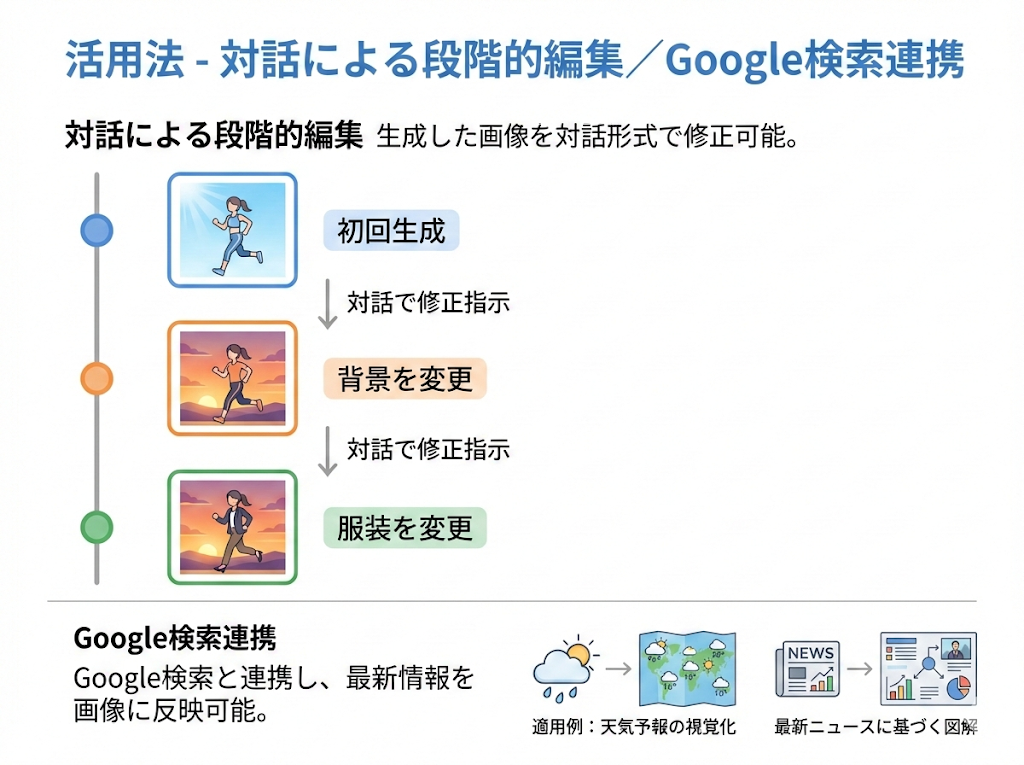 活用法 - 対話による段階的編集／Google検索連携
対話による段階的編集 生成した画像を対話形式で修正可能。
初回生成
対話で修正指示
背景を変更
対話で修正指示
服装を変更
Google検索連携
Google検索と連携し、最新情報を
画像に反映可能。
NEWS
適用例：天気予報の視覚化
最新ニュースに基づく図解